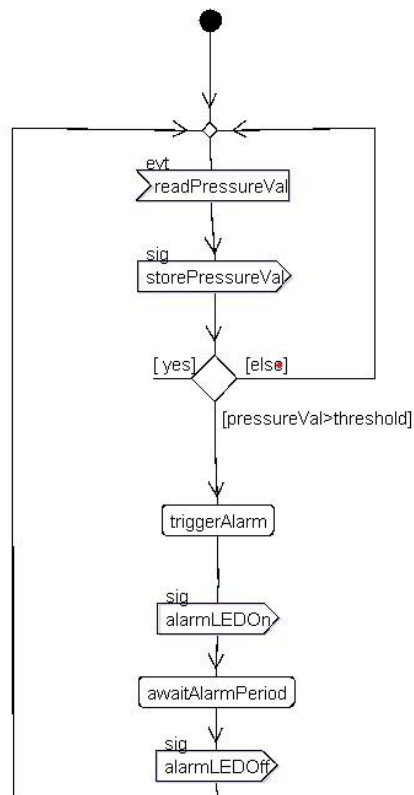 evt
readPressureVal
sig
storePressureVal
[ yes] [else]
[pressureVal>threshold]
triggerAlarm
sig
alarmLEDOn
awaitAlarmPeriod
sig
alarmLEDOff